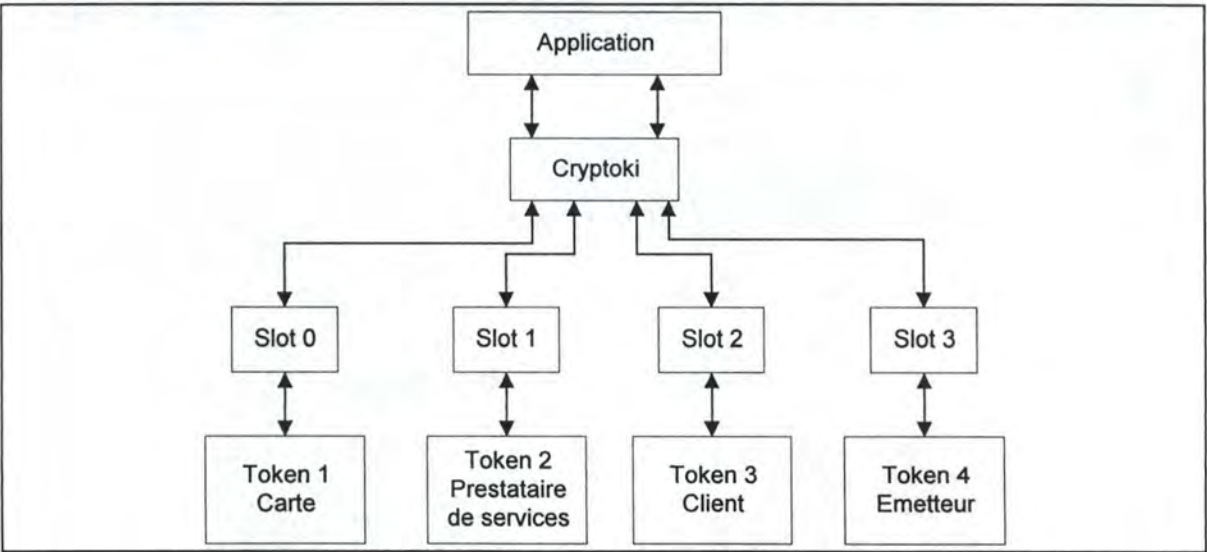 Application
Cryptoki
Slot 0
Slot 1
Slot 2
Slot 3
Token 1
Carte
Token 2
Prestataire
de services
Token 3
Client
Token 4
Emetteur